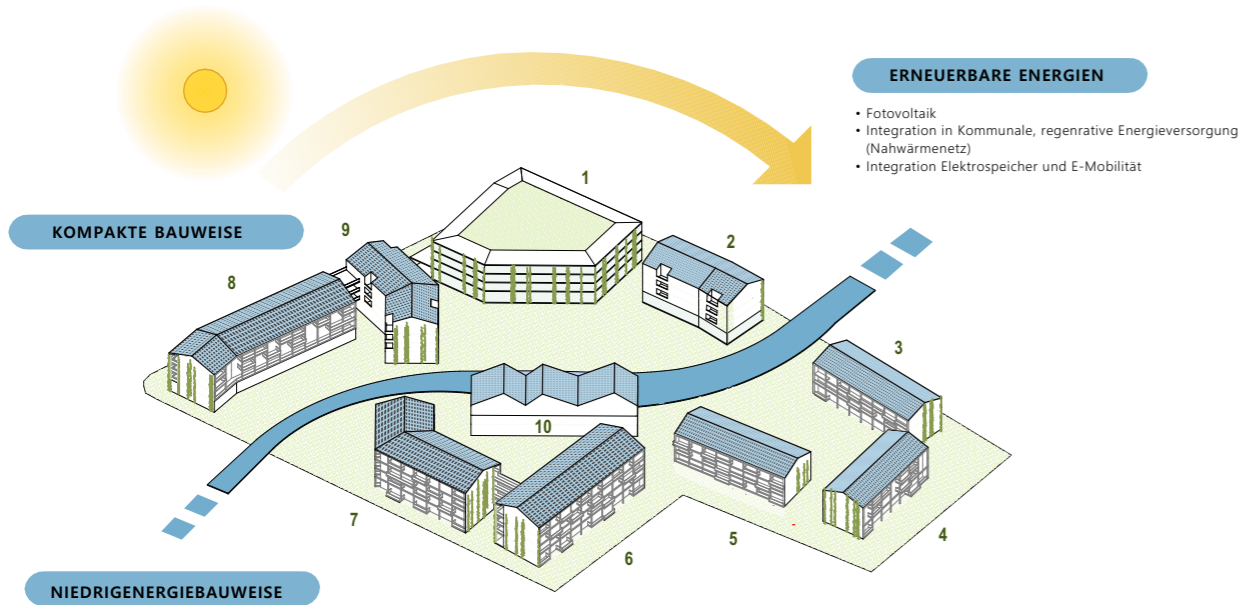 ERNEUERBARE ENERGIEN
• Fotovoltaik
• Integration in Kommunale, regenrative Energieversorgung
(Nahwärmenetz)
• Integration Elektrospeicher und E-Mobilität
KOMPAKTE BAUWEISE
1
2
9
8
3
10
7
6
5
4
NIEDRIGENERGIEBAUWEISE